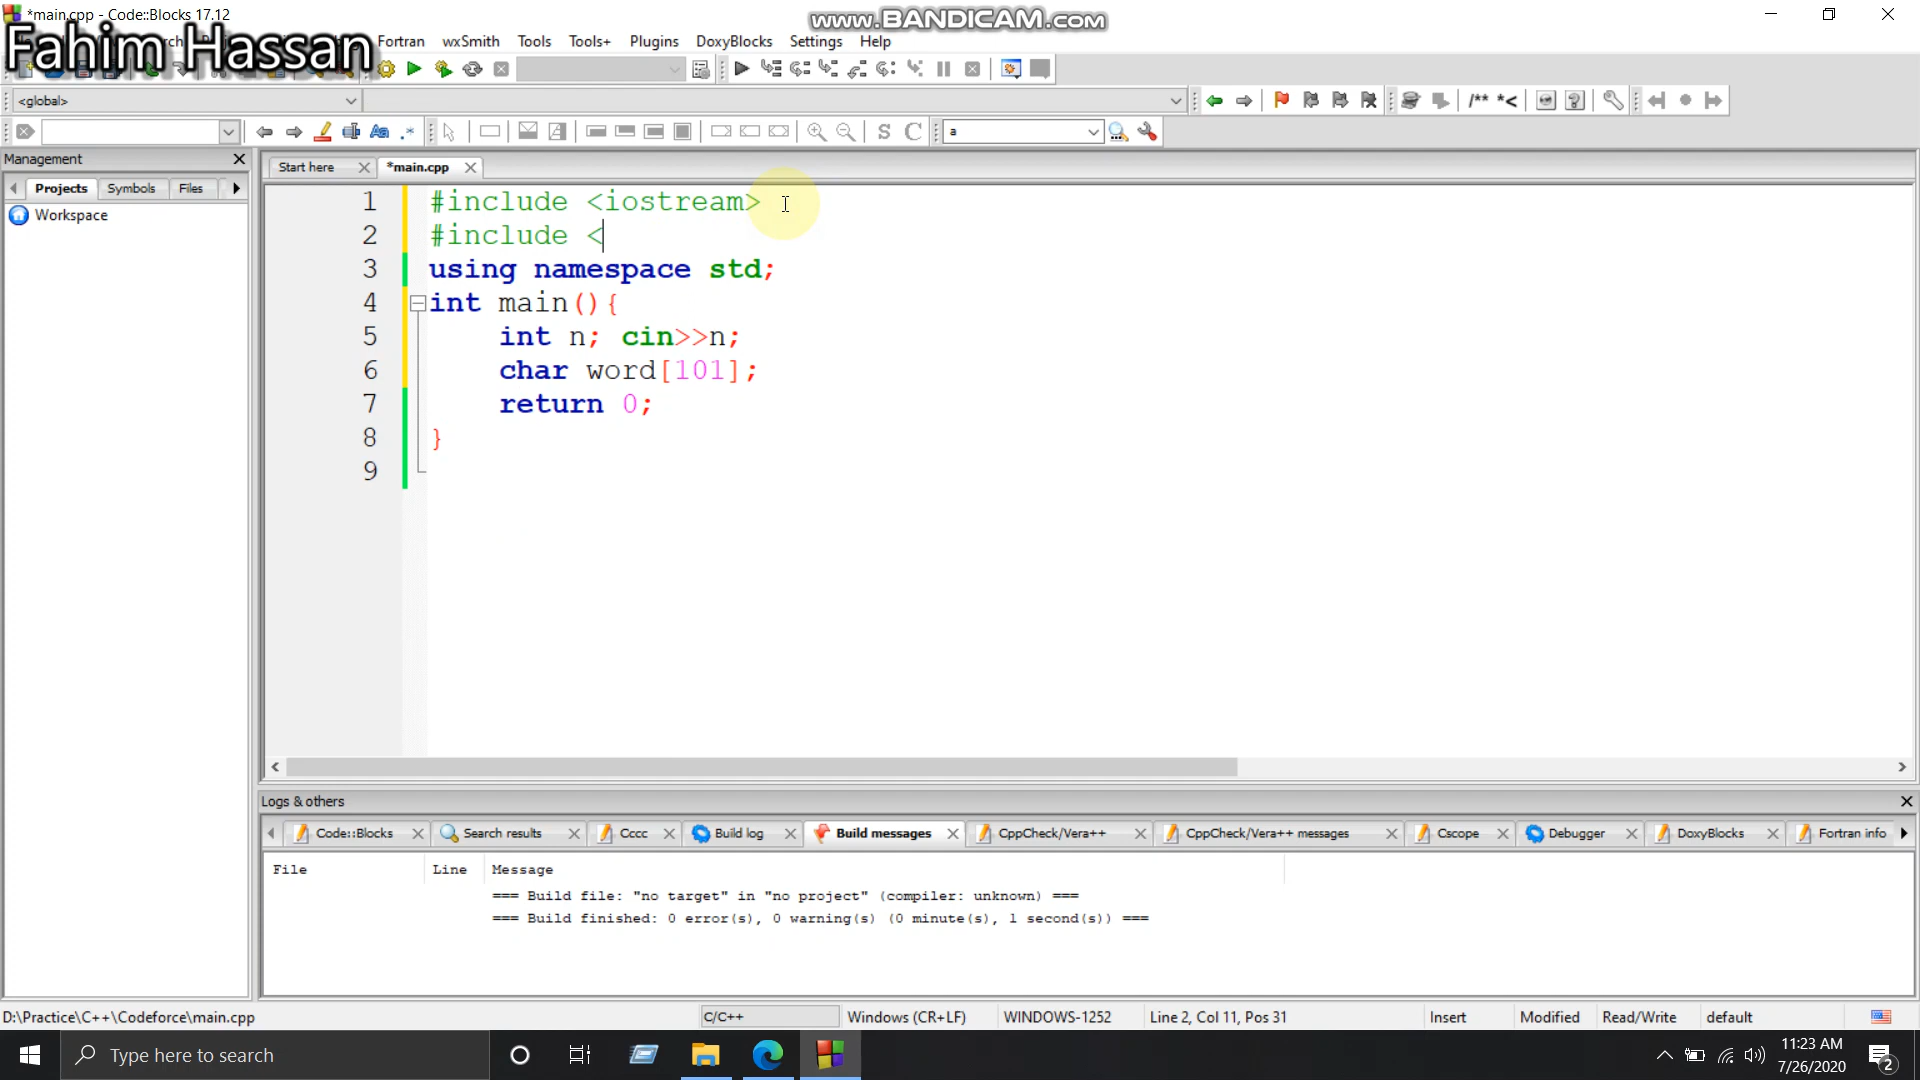 *main.cpp - Code::Blocks 17.12
www.BANDICAM.com
Fahim Hassan
Fortran wxSmith Tools Tools+ Plugins DoxyBlocks Settings Help
<global>
/** *<
Aa .* S C a
Management
Start here *main.cpp
Projects Symbols Files
Workspace
1 #include <iostream>
2 #include <
3 using namespace std;
4 int main(){
5 int n; cin>>n;
6 char word[101];
7 return 0;
8 }
9
Logs & others
Code::Blocks Search results Cccc Build log Build messages CppCheck/Vera++ CppCheck/Vera++ messages Cscope Debugger DoxyBlocks Fortran info
File Line Message
=== Build file: "no target" in "no project" (compiler: unknown) ===
=== Build finished: 0 error(s), 0 warning(s) (0 minute(s), 1 second(s)) ===
D:\Practice\C++\Codeforce\main.cpp C/C++ Windows (CR+LF) WINDOWS-1252 Line 2, Col 11, Pos 31 Insert Modified Read/Write default
Type here to search
11:23 AM
7/26/2020
2